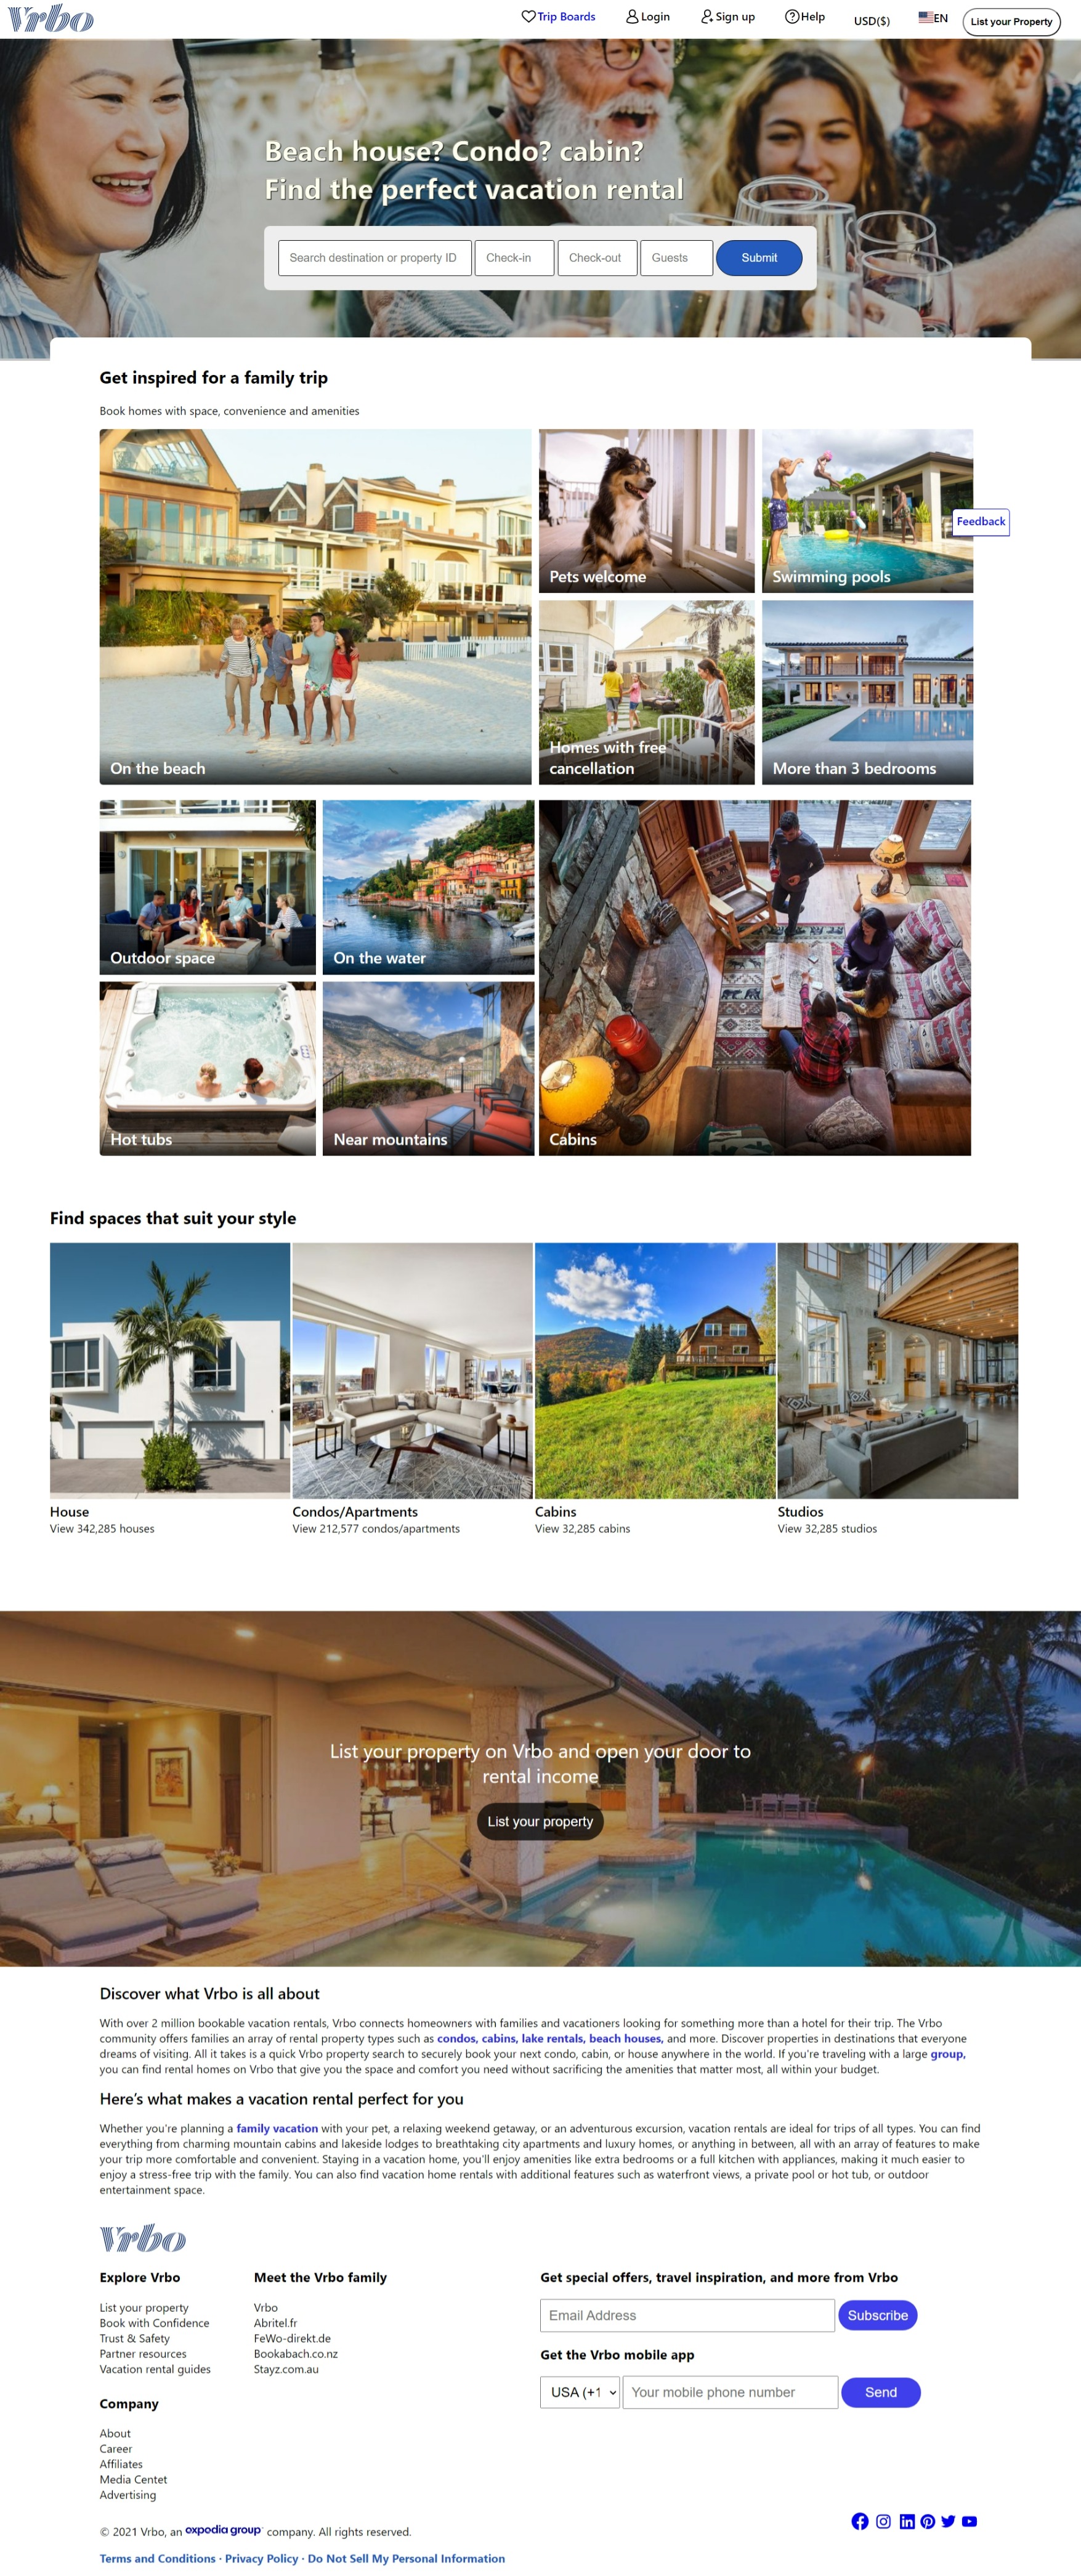 Vrbo
Trip Boards
Login
Sign up
Help
USD($)
EN
List your Property
Beach house? Condo? cabin?
Find the perfect vacation rental
Search destination or property ID
Check-in
Check-out
Guests
Submit
Get inspired for a family trip
Book homes with space, convenience and amenities
Feedback
Pets welcome
Swimming pools
On the beach
Homes with free
cancellation
More than 3 bedrooms
Outdoor space
On the water
Hot tubs
Near mountains
Cabins
Find spaces that suit your style
House
View 342,285 houses
Condos/Apartments
View 212,577 condos/apartments
Cabins
View 32,285 cabins
Studios
View 32,285 studios
List your property on Vrbo and open your door to
rental income
List your property
Discover what Vrbo is all about
With over 2 million bookable vacation rentals, Vrbo connects homeowners with families and vacationers looking for something more than a hotel for their trip. The Vrbo
community offers families an array of rental property types such as condos, cabins, lake rentals, beach houses, and more. Discover properties in destinations that everyone
dreams of visiting. All it takes is a quick Vrbo property search to securely book your next condo, cabin, or house anywhere in the world. If you're traveling with a large group,
you can find rental homes on Vrbo that give you the space and comfort you need without sacrificing the amenities that matter most, all within your budget.
Here's what makes a vacation rental perfect for you
Whether you're planning a family vacation with your pet, a relaxing weekend getaway, or an adventurous excursion, vacation rentals are ideal for trips of all types. You can find
everything from charming mountain cabins and lakeside lodges to breathtaking city apartments and luxury homes, or anything in between, all with an array of features to make
your trip more comfortable and convenient. Staying in a vacation home, you'll enjoy amenities like extra bedrooms or a full kitchen with appliances, making it much easier to
enjoy a stress-free trip with the family. You can also find vacation home rentals with additional features such as waterfront views, a private pool or hot tub, or outdoor
entertainment space.
Vrbo
Explore Vrbo
List your property
Book with Confidence
Trust & Safety
Partner resources
Vacation rental guides
Meet the Vrbo family
Vrbo
Abritel.fr
FeWo-direkt.de
Bookabach.co.nz
Stayz.com.au
Get special offers, travel inspiration, and more from Vrbo
Email Address
Subscribe
Get the Vrbo mobile app
USA (+1
Your mobile phone number
Send
Company
About
Career
Affiliates
Media Centet
Advertising
© 2021 Vrbo, an expedia group company. All rights reserved.
Terms and Conditions · Privacy Policy · Do Not Sell My Personal Information